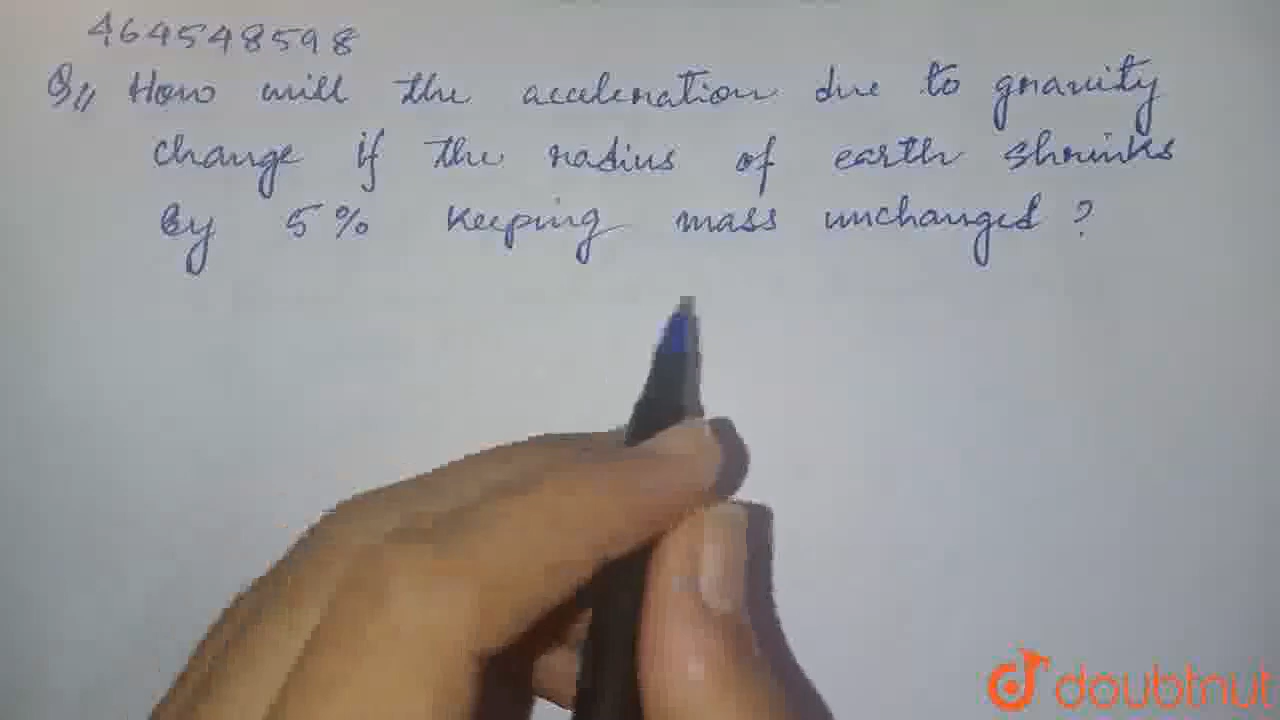 464548598
Q// How will the acceleration due to gravity
change if the radius of earth shrinks
by 5% keeping mass unchanged?
doubtnut